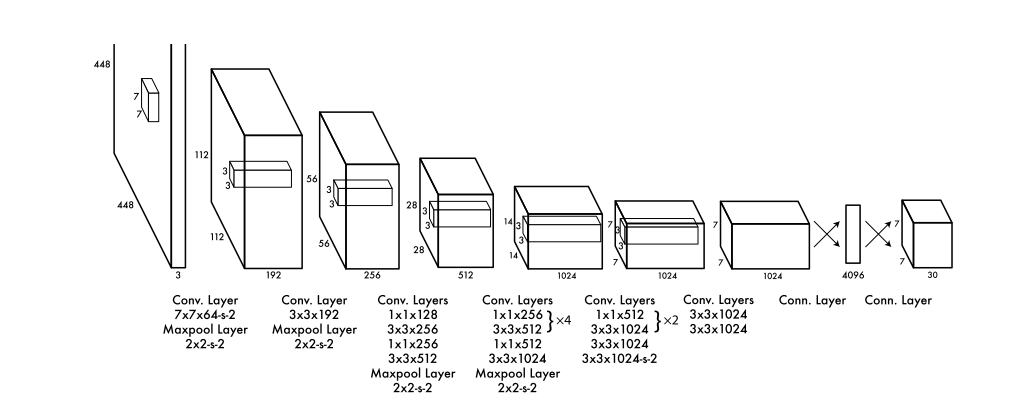 448
7
7
448
3
112
3
3
112
192
56
3
3
56
256
28
3
3
28
512
14
3
3
14
1024
7
3
3
7
1024
7
7
1024
4096
7
7
30
Conv. Layer
7x7x64-s-2
Maxpool Layer
2x2-s-2
Conv. Layer
3x3x192
Maxpool Layer
2x2-s-2
Conv. Layers
1x1x128
3x3x256
1x1x256
3x3x512
Maxpool Layer
2x2-s-2
Conv. Layers
1x1x256
3x3x512
}×4
1x1x512
3x3x1024
Maxpool Layer
2x2-s-2
Conv. Layers
1x1x512
3x3x1024
}×2
3x3x1024
3x3x1024-s-2
Conv. Layers
3x3x1024
3x3x1024
Conn. Layer
Conn. Layer